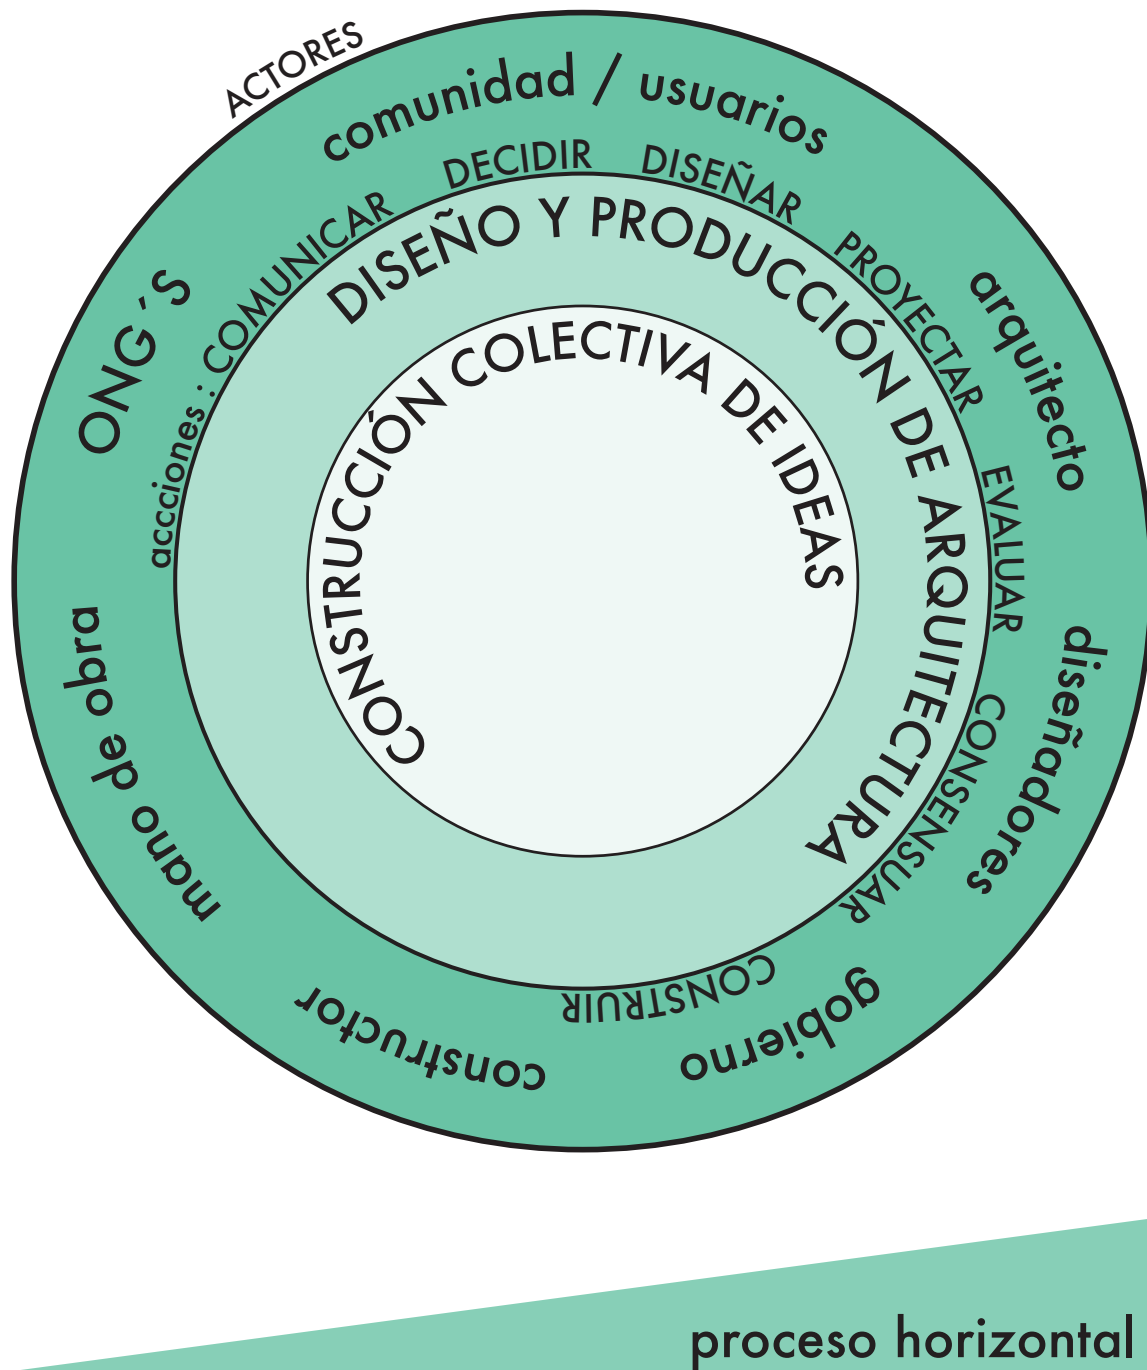 ACTORES
comunidad / usuarios
arquitecto
diseñadores
gobierno
constructor
mano de obra
ONG´S
accciones : COMUNICAR
DECIDIR
DISEÑAR
PROYECTAR
EVALUAR
CONSENSUAR
CONSTRUIR
DISEÑO Y PRODUCCIÓN DE ARQUITECTURA
CONSTRUCCIÓN COLECTIVA DE IDEAS
proceso horizontal